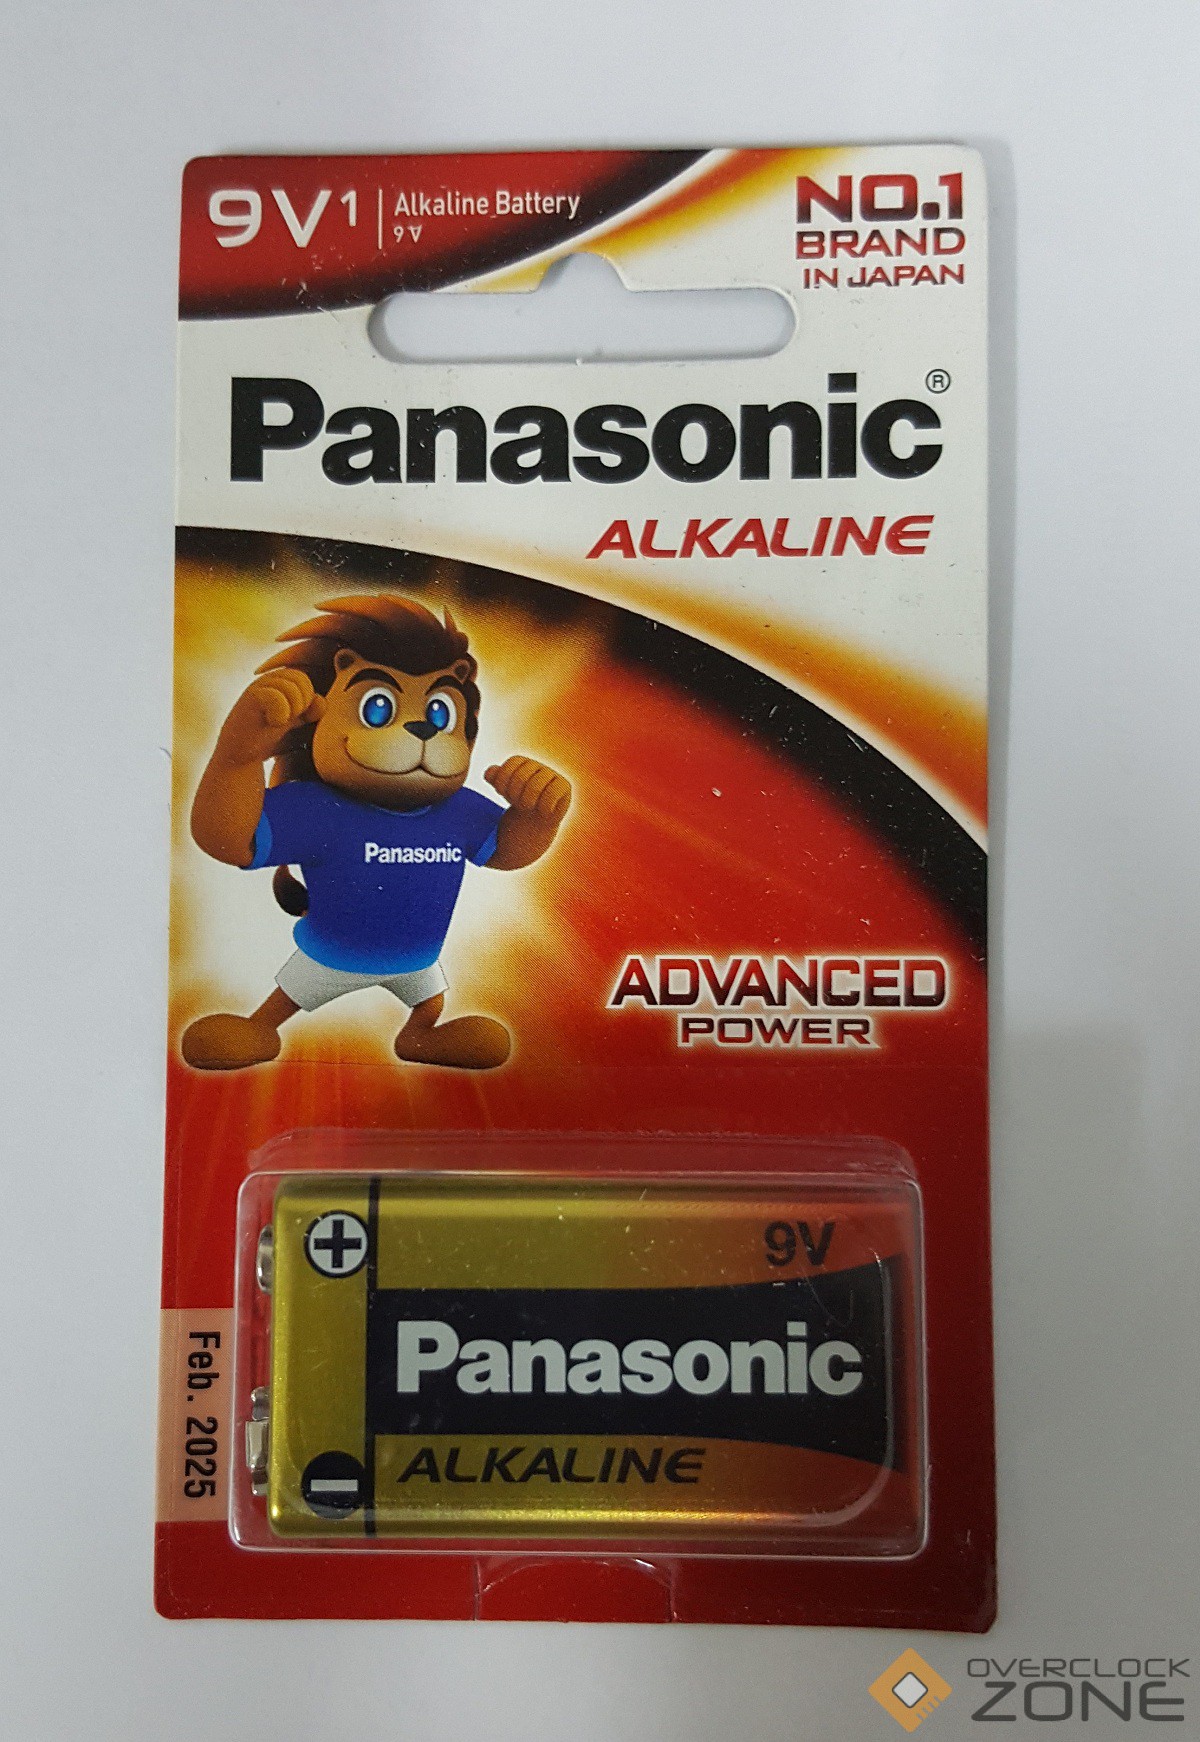 9V1
Alkaline Battery
9V
NO.1
BRAND
IN JAPAN
Panasonic®
ALKALINE
Panasonic
ADVANCED
POWER
9V
Panasonic
ALKALINE
Feb. 2025
OVERCLOCK
ZONE